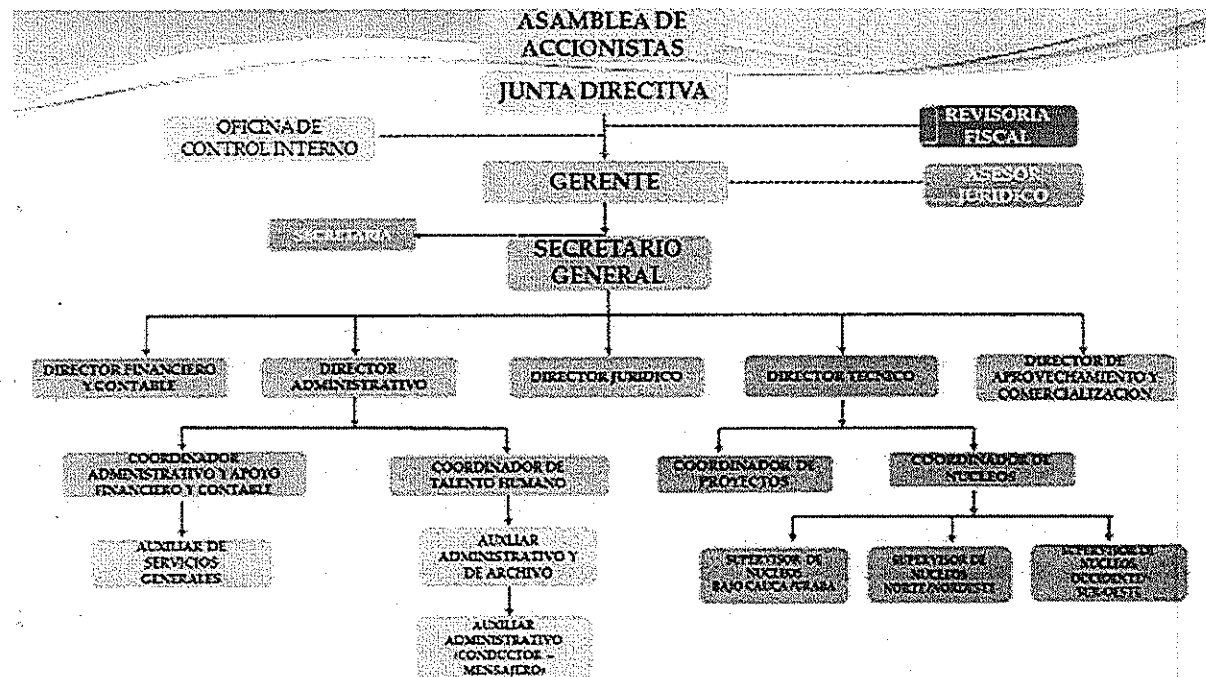 ASAMBLEA DE
ACCIONISTAS
JUNTA DIRECTIVA
OFICINA DE
CONTROL INTERNO
REVISORIA
FISCAL
GERENTE
ASESOR
JURIDICO
SECRETARIA
SECRETARIO
GENERAL
DIRECTOR FINANCIERO
Y CONTABLE
DIRECTOR
ADMINISTRATIVO
DIRECTOR JURIDICO
DIRECTOR TECNICO
DIRECTOR DE
APROVECHAMIENTO Y
COMERCIALIZACION
COORDINADOR
ADMINISTRATIVO Y APOYO
FINANCIERO Y CONTABLE
COORDINADOR DE
TALENTO HUMANO
COORDINADOR DE
PROYECTOS
COORDINADOR DE
NUCLEOS
AUXILIAR DE
SERVICIOS
GENERALES
AUXILIAR
ADMINISTRATIVO Y
DE ARCHIVO
SUPERVISOR DE
NUCLEOS
BAJO CAUCA/URABA
SUPERVISOR DE
NUCLEOS
NORTE/NORDESTE
SUPERVISOR DE
NUCLEOS
OCCIDENTE/
SUROESTE
AUXILIAR
ADMINISTRATIVO
(CONDUCTOR –
MENSAJERO)